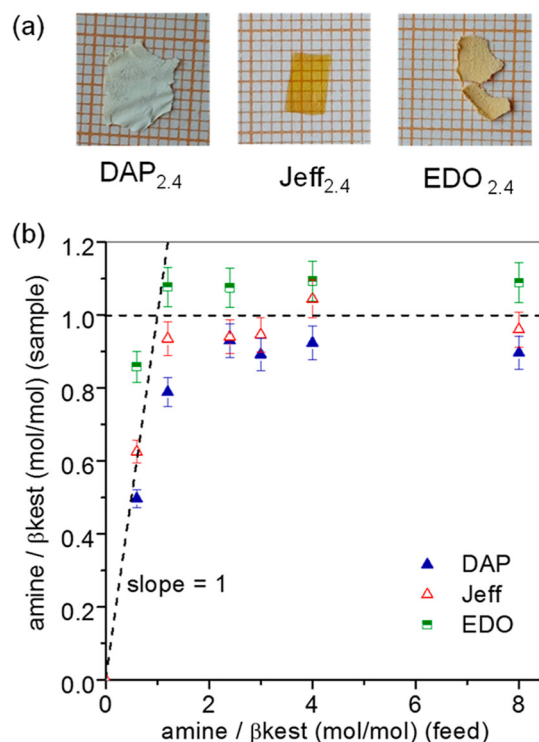 (a)
DAP2.4
Jeff2.4
EDO 2.4
(b)
amine / βkest (mol/mol) (sample)
1.2
1.0
0.8
0.6
0.4
0.2
0.0
slope = 1
DAP
Jeff
EDO
0
2
4
6
8
amine / βkest (mol/mol) (feed)